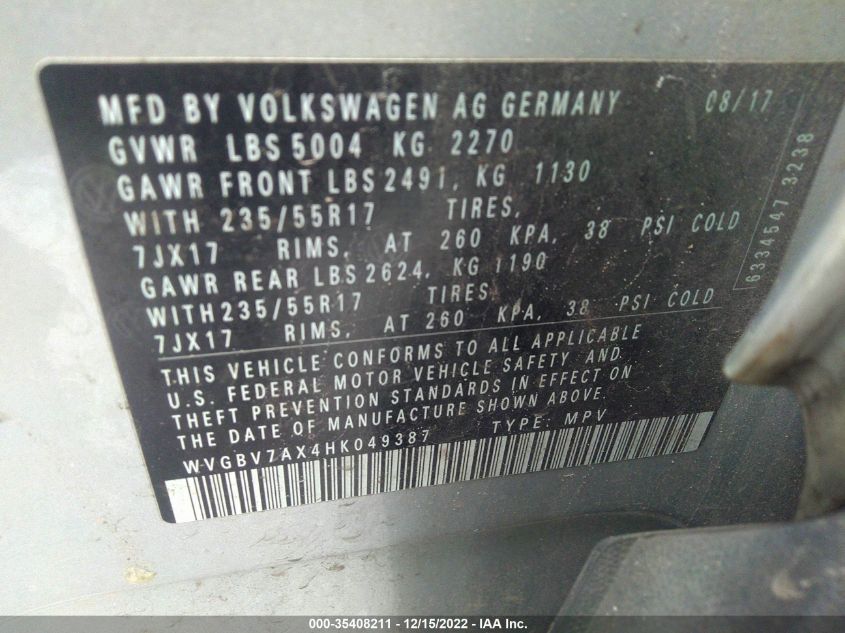 MFD BY VOLKSWAGEN AG GERMANY 08/17
GVWR LBS 5004 KG 2270
GAWR FRONT LBS 2491, KG 1130
WITH 235/55R17 TIRES,
7JX17 RIMS, AT 260 KPA, 38 PSI COLD
GAWR REAR LBS 2624, KG 1190
WITH 235/55R17 TIRES,
7JX17 RIMS, AT 260 KPA, 38 PSI COLD
THIS VEHICLE CONFORMS TO ALL APPLICABLE
U.S. FEDERAL MOTOR VEHICLE SAFETY AND
THEFT PREVENTION STANDARDS IN EFFECT ON
THE DATE OF MANUFACTURE SHOWN ABOVE.
WVGBV7AX4HK049387 TYPE: MPV
6334547 3238
000-35408211 - 12/15/2022 - IAA Inc.